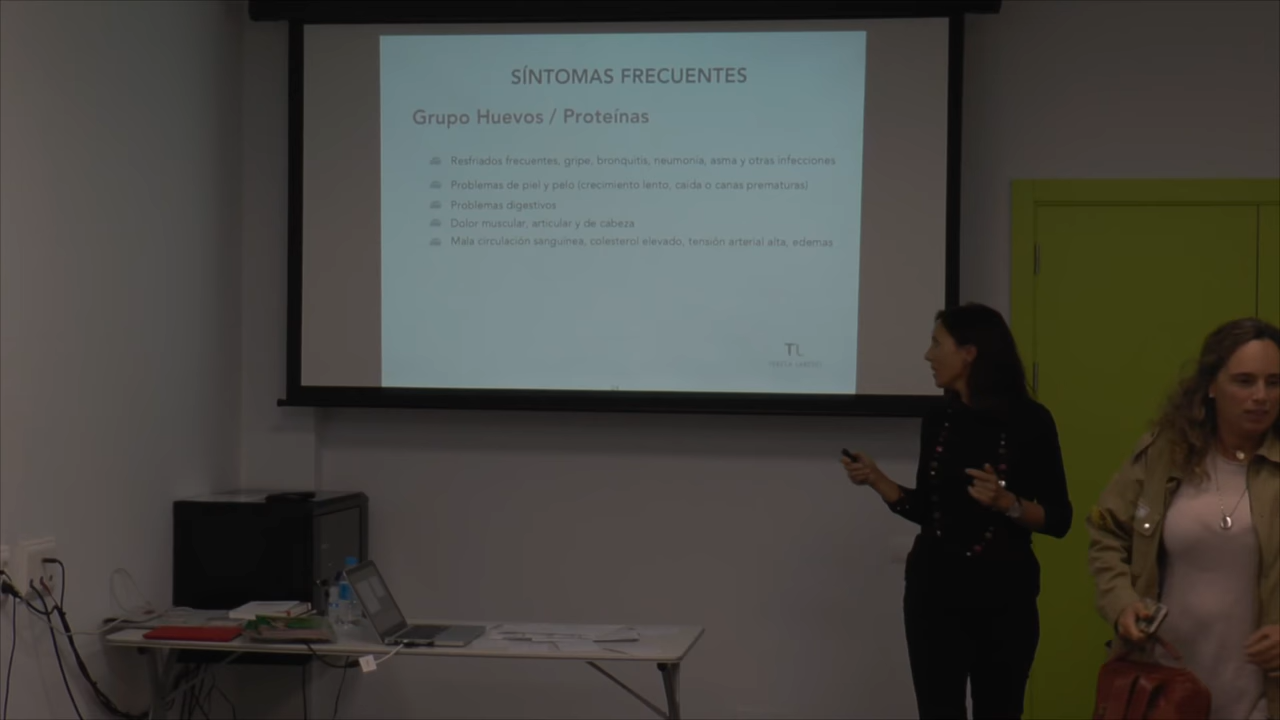 SÍNTOMAS FRECUENTES
Grupo Huevos / Proteínas
Resfriados frecuentes, gripe, bronquitis, neumonía, asma y otras infecciones
Problemas de piel y pelo (crecimiento lento, caída o canas prematuras)
Problemas digestivos
Dolor muscular, articular y de cabeza
Mala circulación sanguínea, colesterol elevado, tensión arterial alta, edemas
TL